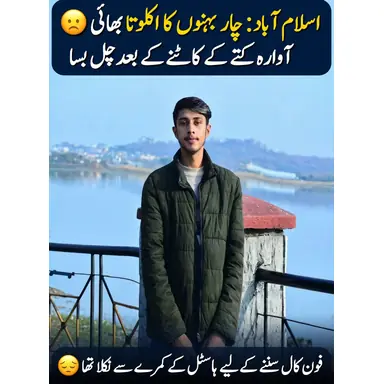 اسلام آباد: چار بہنوں کا اکلوتا بھائی 🙁
آوارہ کتے کے کاٹنے کے بعد چل بسا
فون کال سننے کے لیے ہاسٹل کے کمرے سے نکلا تھا 😔